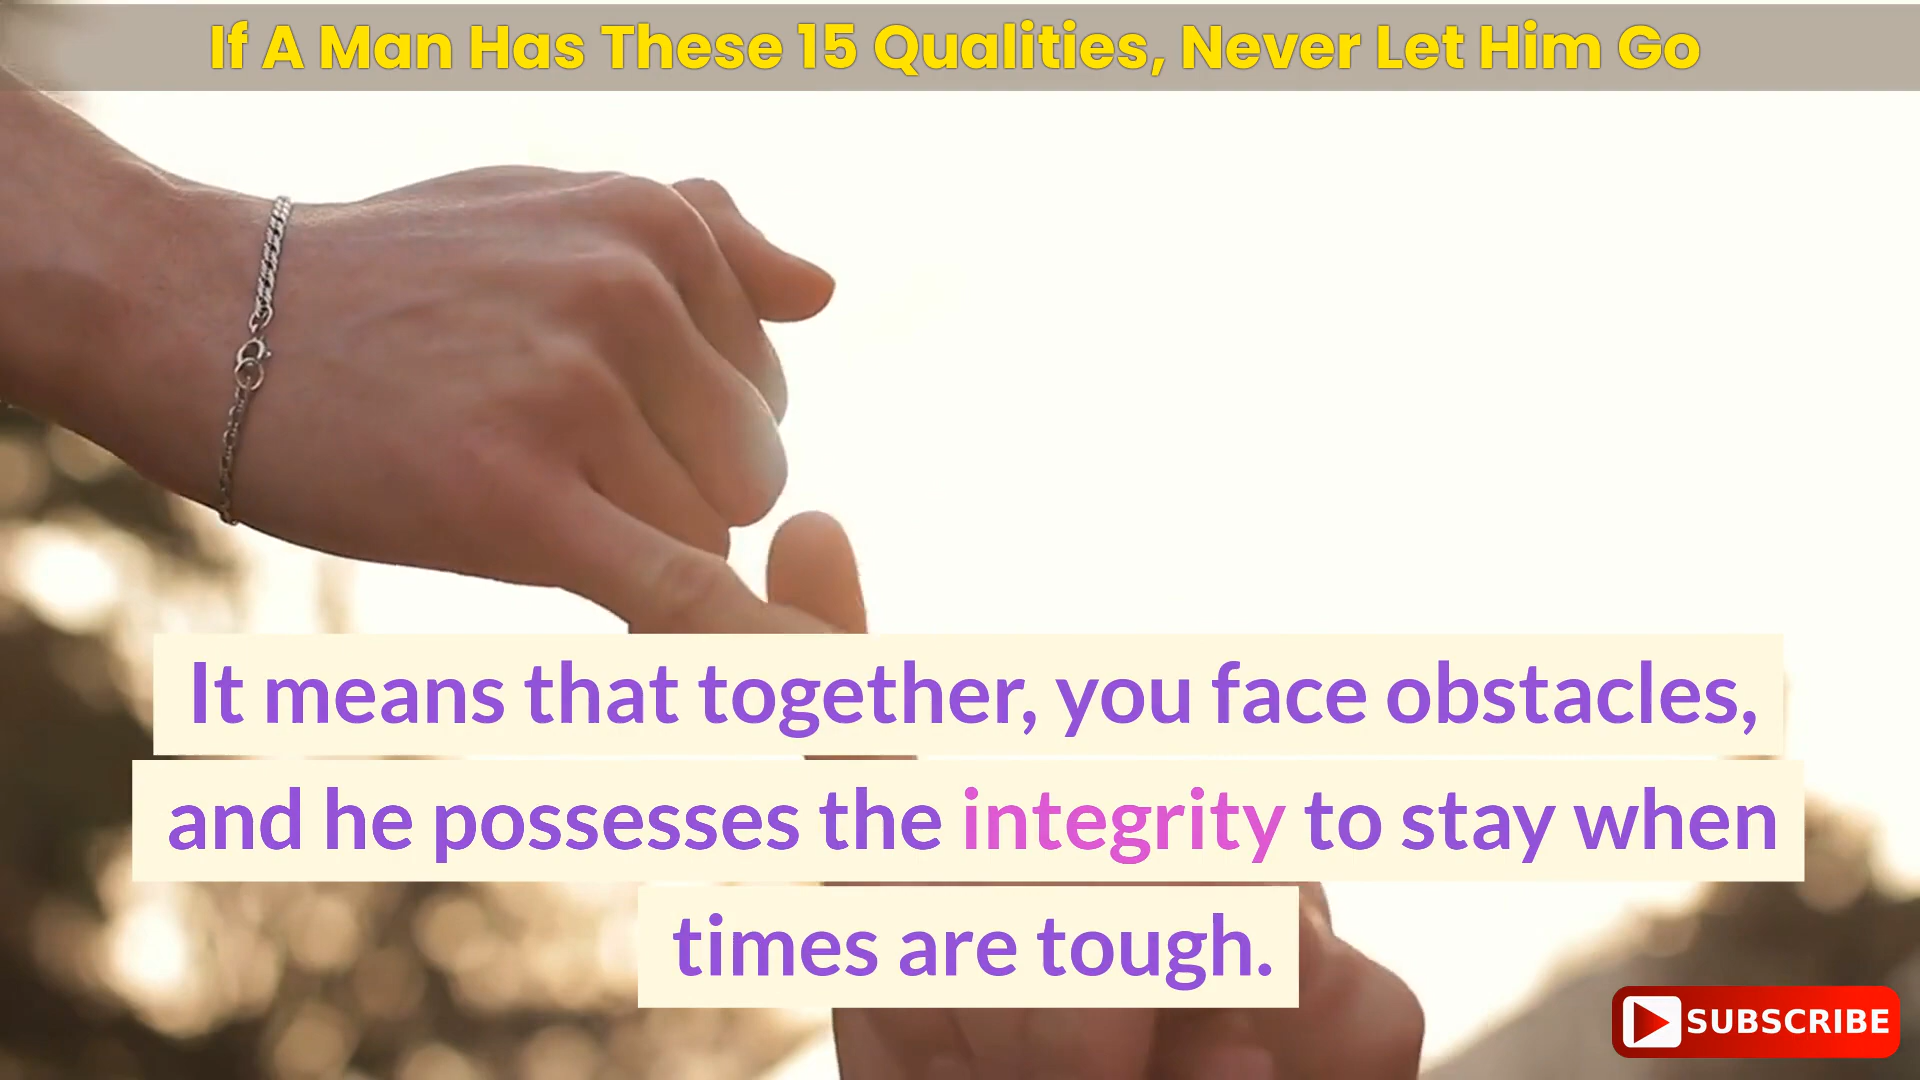 If A Man Has These 15 Qualities, Never Let Him Go
It means that together, you face obstacles,
and he possesses the integrity to stay when
times are tough.
SUBSCRIBE